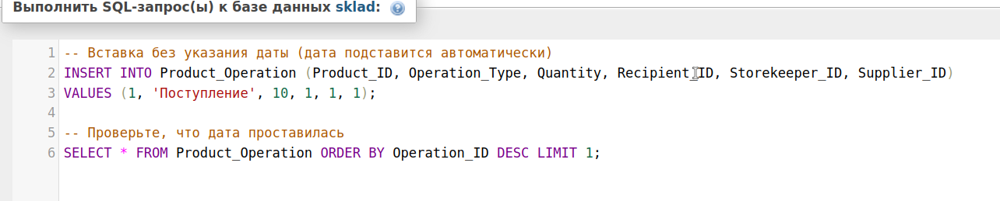 Выполнить SQL-запрос(ы) к базе данных sklad:
1 -- Вставка без указания даты (дата подставится автоматически)
2 INSERT INTO Product_Operation (Product_ID, Operation_Type, Quantity, Recipient_ID, Storekeeper_ID, Supplier_ID)
3 VALUES (1, 'Поступление', 10, 1, 1, 1);
4
5 -- Проверьте, что дата проставилась
6 SELECT * FROM Product_Operation ORDER BY Operation_ID DESC LIMIT 1;